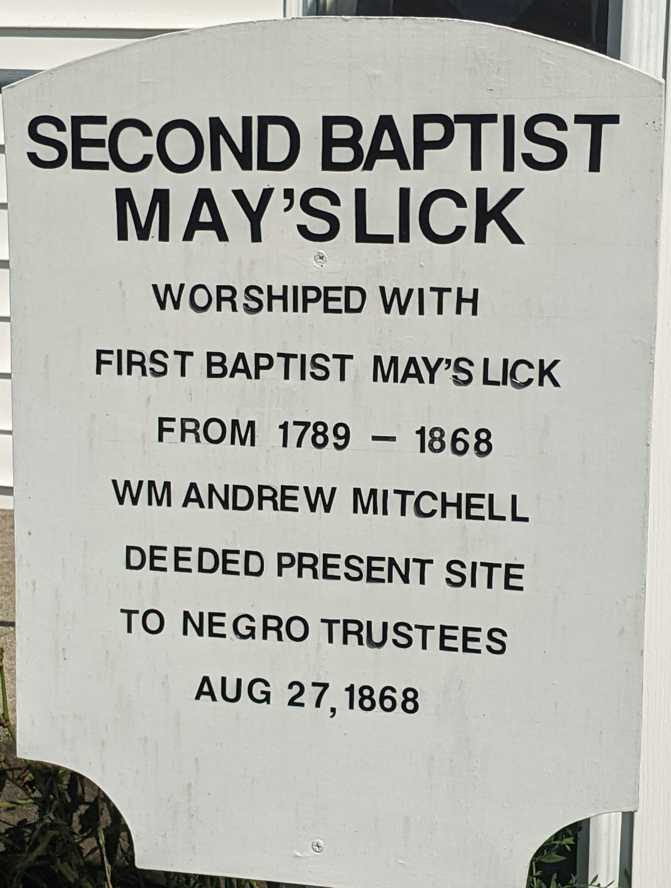 SECOND BAPTIST
MAY'S LICK
WORSHIPED WITH
FIRST BAPTIST MAY'S LICK
FROM 1789 – 1868
WM ANDREW MITCHELL
DEEDED PRESENT SITE
TO NEGRO TRUSTEES
AUG 27, 1868